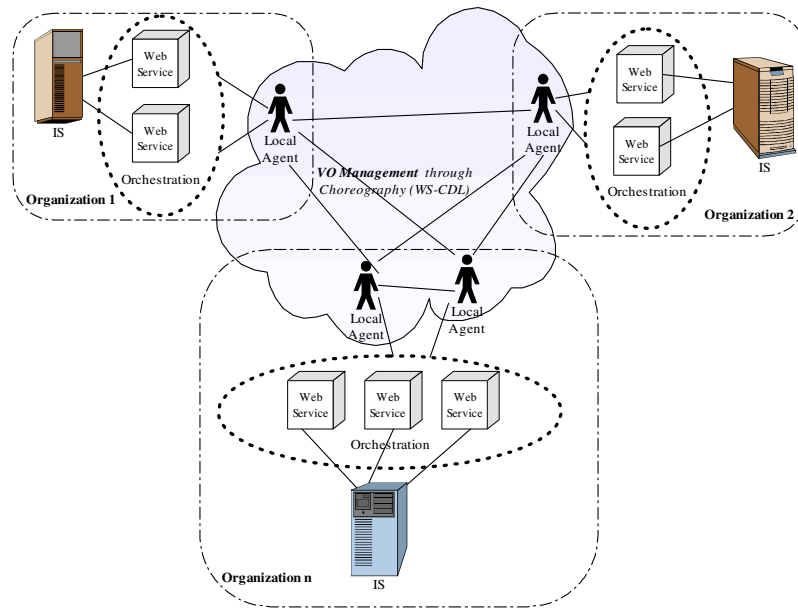 Web
Service
Web
Service
IS
Orchestration
Organization 1
Local
Agent
VO Management through
Choreography (WS-CDL)
Local
Agent
Web
Service
Web
Service
IS
Orchestration
Organization 2
Local
Agent
Local
Agent
Web
Service
Web
Service
Web
Service
Orchestration
Organization n
IS